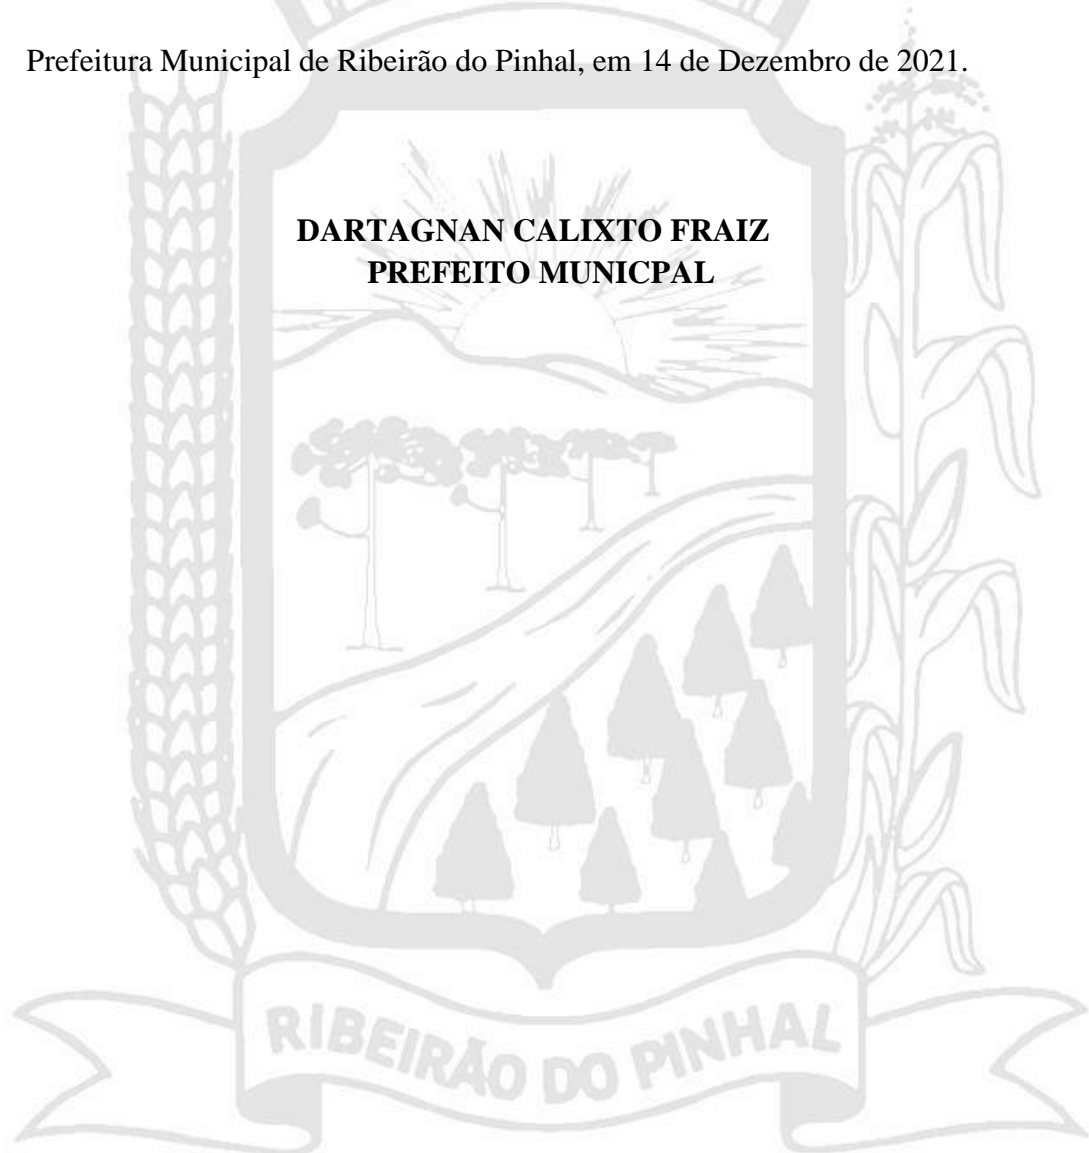 Prefeitura Municipal de Ribeirão do Pinhal, em 14 de Dezembro de 2021.
DARTAGNAN CALIXTO FRAIZ
PREFEITO MUNICPAL
RIBEIRÃO DO PINHAL